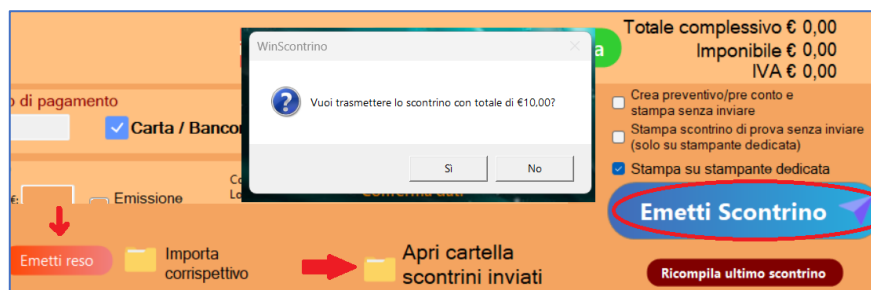 Totale complessivo € 0,00
Imponibile € 0,00
IVA € 0,00
WinScontrino
Vuoi trasmettere lo scontrino con totale di €10,00?
Sì
No
di pagamento
Carta /
Crea preventivo/pre conto e
stampa senza inviare
Stampa scontrino di prova senza inviare
(solo su stampante dedicata)
Stampa su stampante dedicata
€:
Emissione
Emetti Scontrino
Emetti reso
Importa
corrispettivo
Apri cartella
scontrini inviati
Ricompila ultimo scontrino